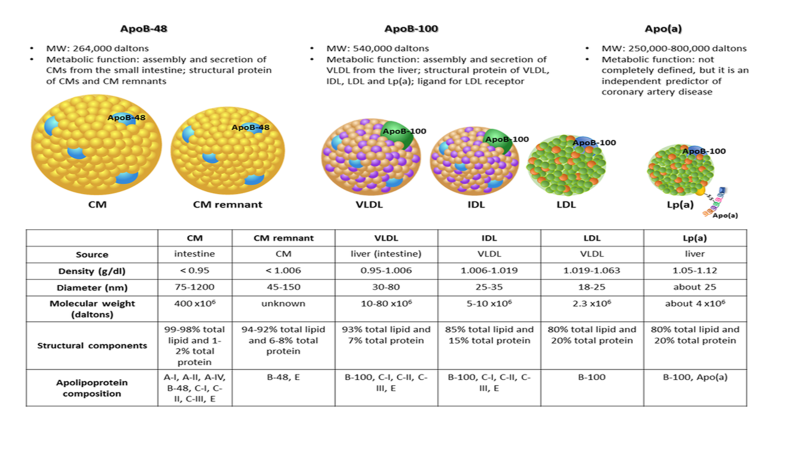 ApoB-48
• MW: 264,000 daltons
• Metabolic function: assembly and secretion of
CMs from the small intestine; structural protein
of CMs and CM remnants
ApoB-100
• MW: 540,000 daltons
• Metabolic function: assembly and secretion of
VLDL from the liver; structural protein of VLDL,
IDL, LDL and Lp(a); ligand for LDL receptor
Apo(a)
• MW: 250,000-800,000 daltons
• Metabolic function: not
completely defined, but it is an
independent predictor of
coronary artery disease
ApoB-48
ApoB-48
ApoB-100
ApoB-100
ApoB-100
ApoB-100
CM
CM remnant
VLDL
IDL
LDL
Lp(a)
Apo(a)
CM CM remnant VLDL IDL LDL Lp(a)
Source intestine CM liver (intestine) VLDL VLDL liver
Density (g/dl) < 0.95 < 1.006 0.95-1.006 1.006-1.019 1.019-1.063 1.05-1.12
Diameter (nm) 75-1200 45-150 30-80 25-35 18-25 about 25
Molecular weight 400 x10⁶ unknown 10-80 x10⁶ 5-10 x10⁶ 2.3 x10⁶ about 4 x10⁶
(daltons)
99-98% total 94-92% total lipid 93% total lipid and 85% total lipid and 80% total lipid and 80% total lipid and
Structural components lipid and 1- and 6-8% total 7% total protein 15% total protein 20% total protein 20% total protein
2% total protein
protein
A-I, A-II, A-IV, B-48, E B-100, C-I, C-II, C- B-100, C-I, C-II, C- B-100 B-100, Apo(a)
Apolipoprotein B-48, C-I, C- III, E III, E
composition II, C-III, E